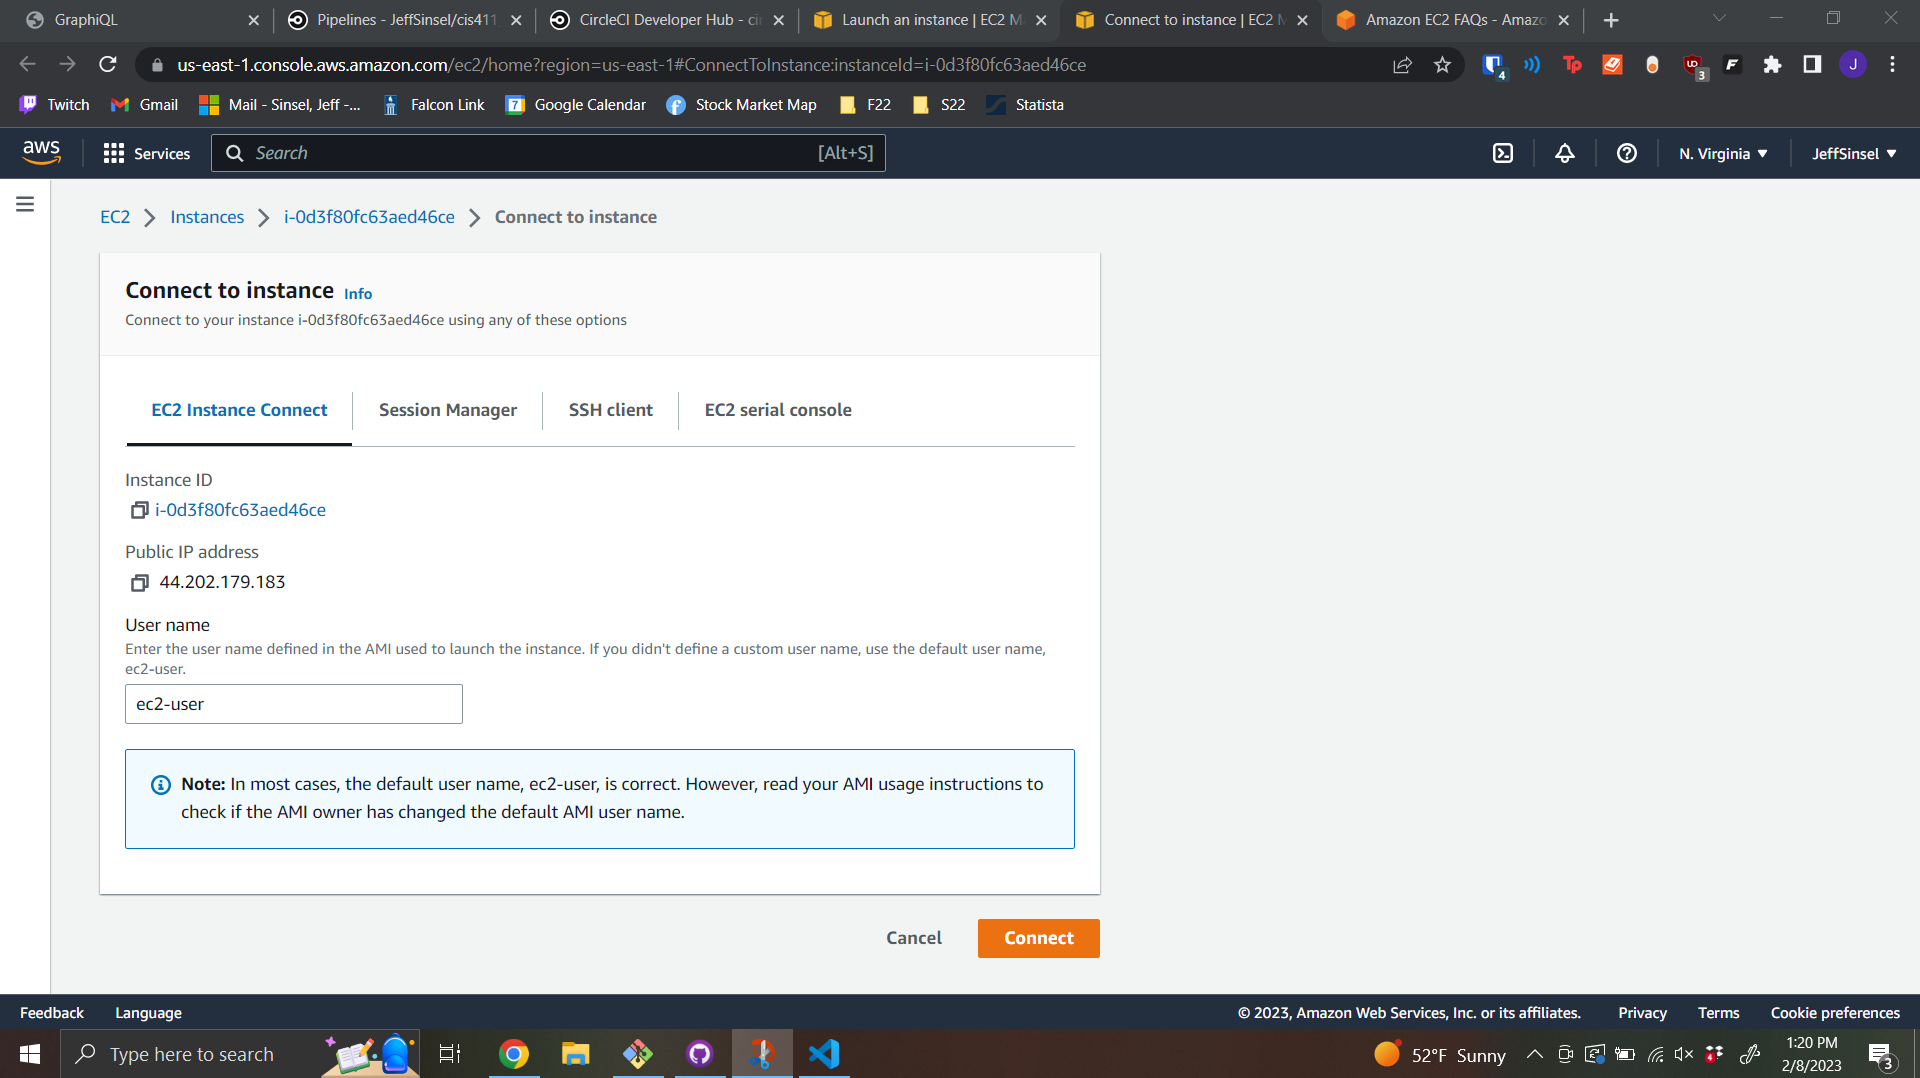 GraphiQL
Pipelines - JeffSinsel/cis411
CircleCI Developer Hub - ci
Launch an instance | EC2 M
Connect to instance | EC2 M
Amazon EC2 FAQs - Amazo
us-east-1.console.aws.amazon.com/ec2/home?region=us-east-1#ConnectToInstance:instanceId=i-0d3f80fc63aed46ce
4
Tp
UD
3
F
J
Twitch
Gmail
Mail - Sinsel, Jeff -...
Falcon Link
7
Google Calendar
Stock Market Map
F22
S22
Statista
aws
Services
Search
[Alt+S]
N. Virginia
JeffSinsel
EC2
Instances
i-0d3f80fc63aed46ce
Connect to instance
Connect to instance Info
Connect to your instance i-0d3f80fc63aed46ce using any of these options
EC2 Instance Connect
Session Manager
SSH client
EC2 serial console
Instance ID
i-0d3f80fc63aed46ce
Public IP address
44.202.179.183
User name
Enter the user name defined in the AMI used to launch the instance. If you didn't define a custom user name, use the default user name,
ec2-user.
ec2-user
Note: In most cases, the default user name, ec2-user, is correct. However, read your AMI usage instructions to
check if the AMI owner has changed the default AMI user name.
Cancel
Connect
Feedback
Language
© 2023, Amazon Web Services, Inc. or its affiliates.
Privacy
Terms
Cookie preferences
Type here to search
52°F Sunny
4
1:20 PM
2/8/2023
3